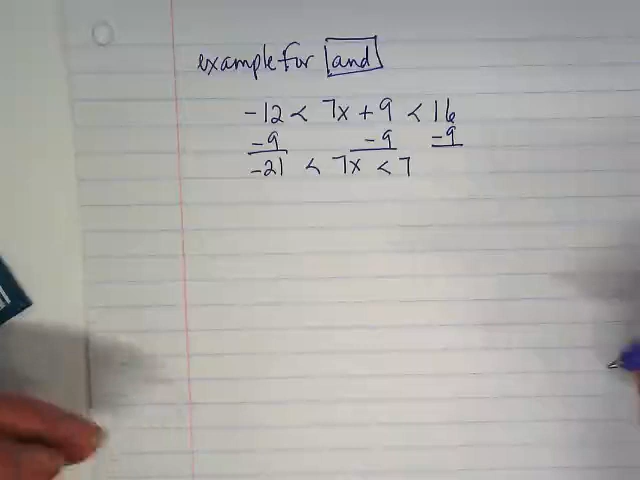 example for and
-12 < 7x + 9 < 16
-9 -9 -9
-21 < 7x < 7